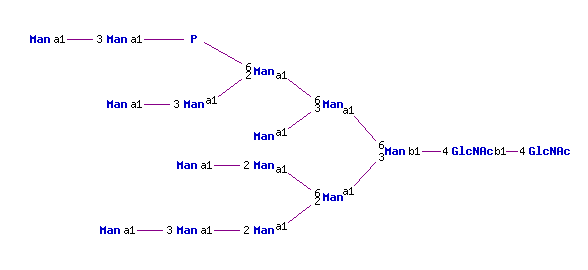 Man a1 3 Man a1 P
6
2 Man a1
Man a1 3 Man a1 6
3 Man a1
Man a1
6
3 Man b1 4 GlcNAc b1 4 GlcNAc
Man a1 2 Man a1
6
2 Man a1
Man a1 3 Man a1 2 Man a1